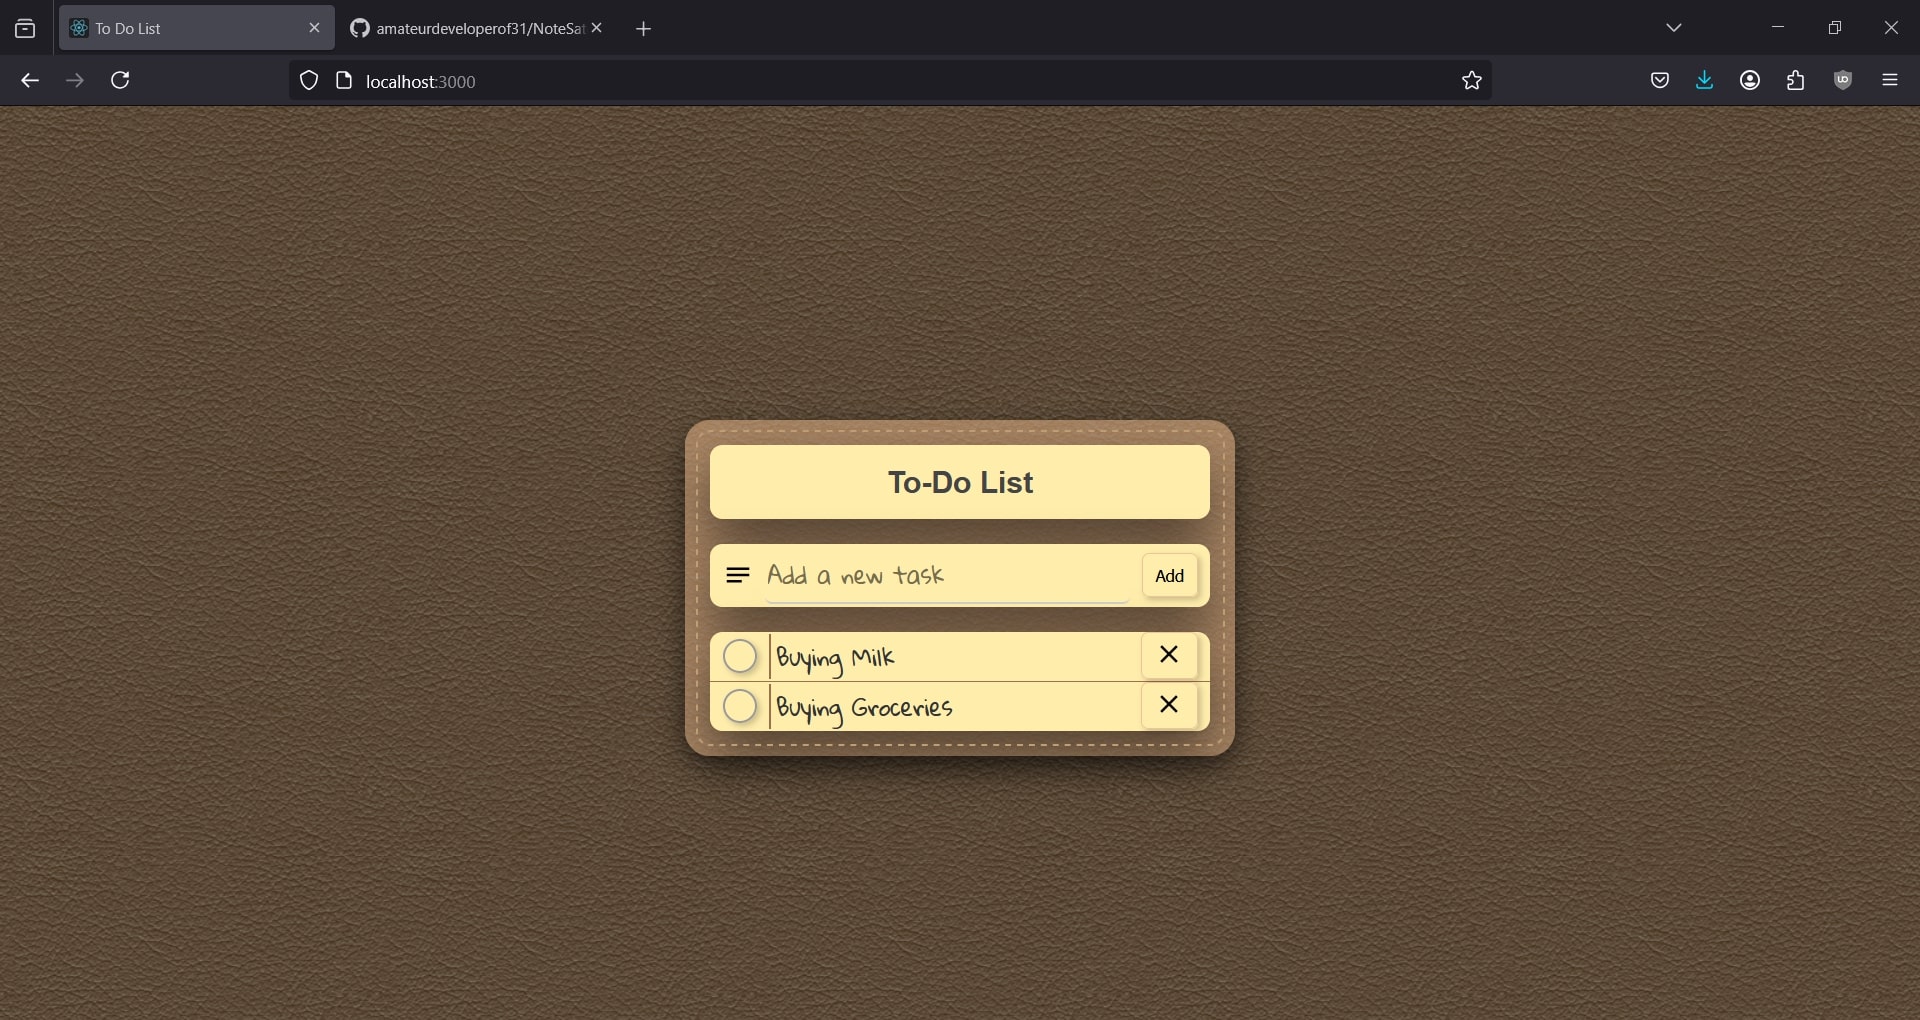 To Do List
amateurdeveloperof31/NoteSa
localhost:3000
To-Do List
Add a new task
Add
Buying Milk
Buying Groceries